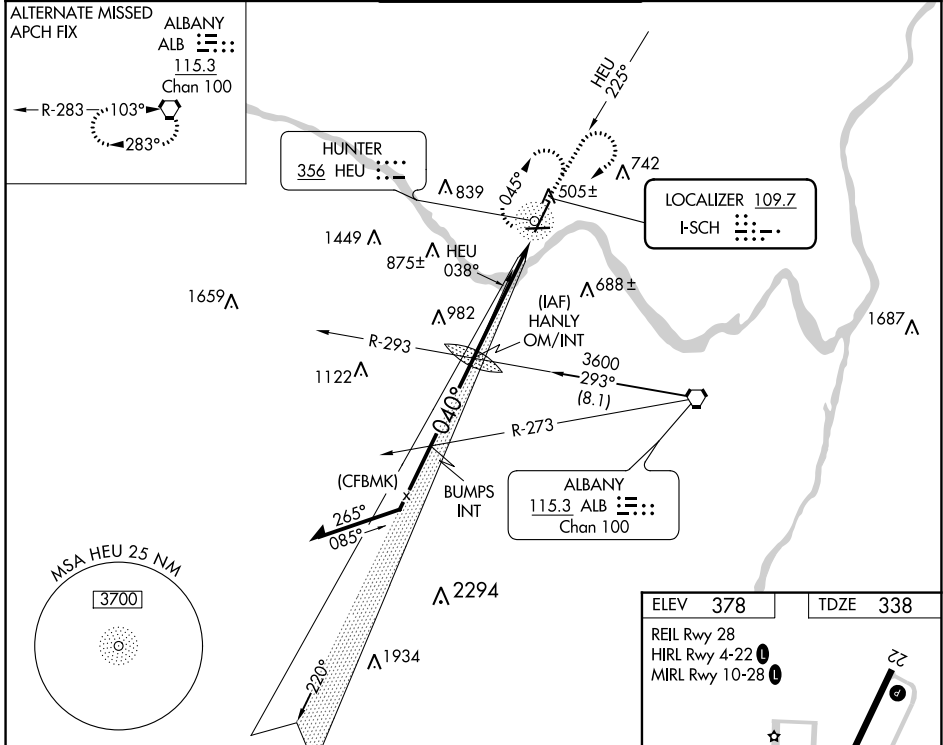 ALTERNATE MISSED
APCH FIX
ALBANY
ALB
115.3
Chan 100
R-283
103°
283°
HEU
225°
HUNTER
356 HEU
045°
839
742
505±
LOCALIZER 109.7
I-SCH
1449
875±
HEU
038°
1659
688±
982
(IAF)
HANLY
OM/INT
1687
R-293
3600
293°
(8.1)
1122
040°
R-273
(CFBMK)
BUMPS
INT
ALBANY
115.3 ALB
Chan 100
265°
085°
MSA HEU 25 NM
3700
2294
1934
220°
ELEV 378
TDZE 338
REIL Rwy 28
HIRL Rwy 4-22 L
MIRL Rwy 10-28 L
22
P